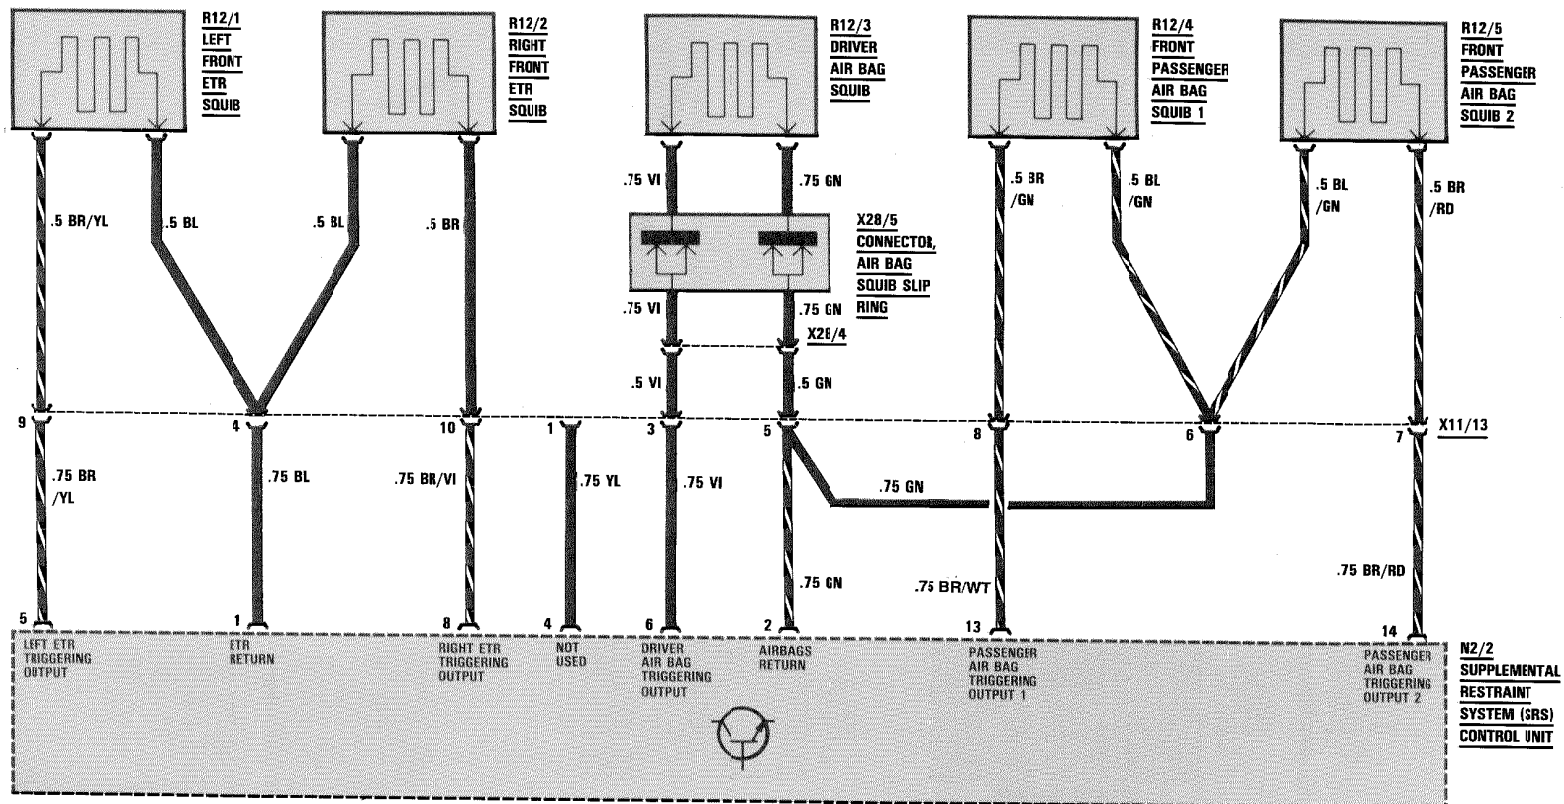 R12/1
LEFT
FRONT
ETR
SQUIB
R12/2
RIGHT
FRONT
ETR
SQUIB
R12/3
DRIVER
AIR BAG
SQUIB
R12/4
FRONT
PASSENGER
AIR BAG
SQUIB 1
R12/5
FRONT
PASSENGER
AIR BAG
SQUIB 2
.5 BR/YL
.5 BL
.5 BL
.5 BR
.75 VI
.75 GN
.5 BR
/GN
.5 BL
/GN
.5 BL
/GN
.5 BR
/RD
X28/5
CONNECTOR,
AIR BAG
SQUIB SLIP
RING
.75 VI
.75 GN
X28/4
.5 VI
.5 GN
9
4
10
1
3
5
8
6
7
X11/13
.75 BR
/YL
.75 BL
.75 BR/VI
.75 YL
.75 VI
.75 GN
.75 GN
.75 BR/WT
.75 BR/RD
5
1
8
4
6
2
13
14
LEFT ETR
TRIGGERING
OUTPUT
ETR
RETURN
RIGHT ETR
TRIGGERING
OUTPUT
NOT
USED
DRIVER
AIR BAG
TRIGGERING
OUTPUT
AIRBAGS
RETURN
PASSENGER
AIR BAG
TRIGGERING
OUTPUT 1
PASSENGER
AIR BAG
TRIGGERING
OUTPUT 2
N2/2
SUPPLEMENTAL
RESTRAINT
SYSTEM (SRS)
CONTROL UNIT